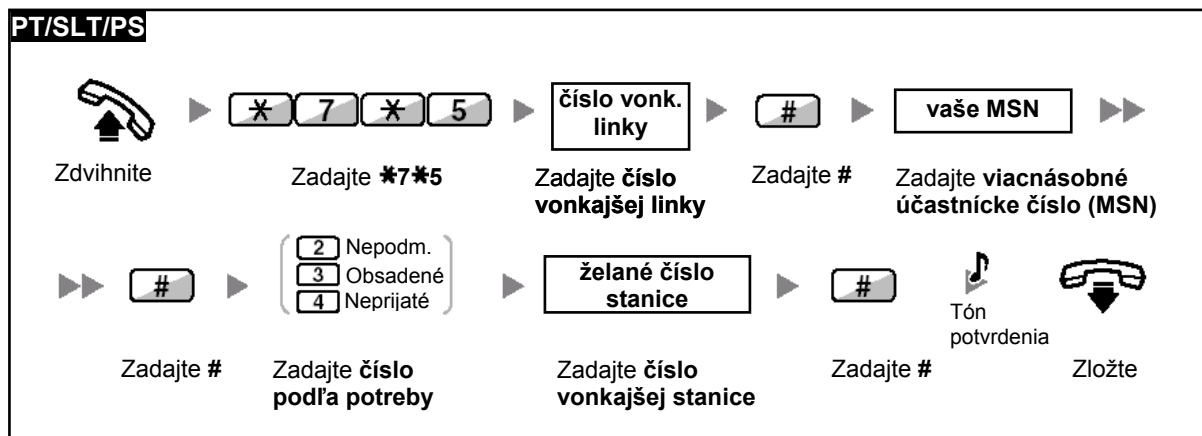 PT/SLT/PS
* 7 * 5
číslo vonk.
linky
#
vaše MSN
Zdvihnite
Zadajte *7*5
Zadajte číslo
vonkajšej linky
Zadajte #
Zadajte viacnásobné
účastnícke číslo (MSN)
#
2 Nepodm.
3 Obsadené
4 Neprijaté
želané číslo
stanice
#
Tón
potvrdenia
Zadajte #
Zadajte číslo
podľa potreby
Zadajte číslo
vonkajšej stanice
Zadajte #
Zložte